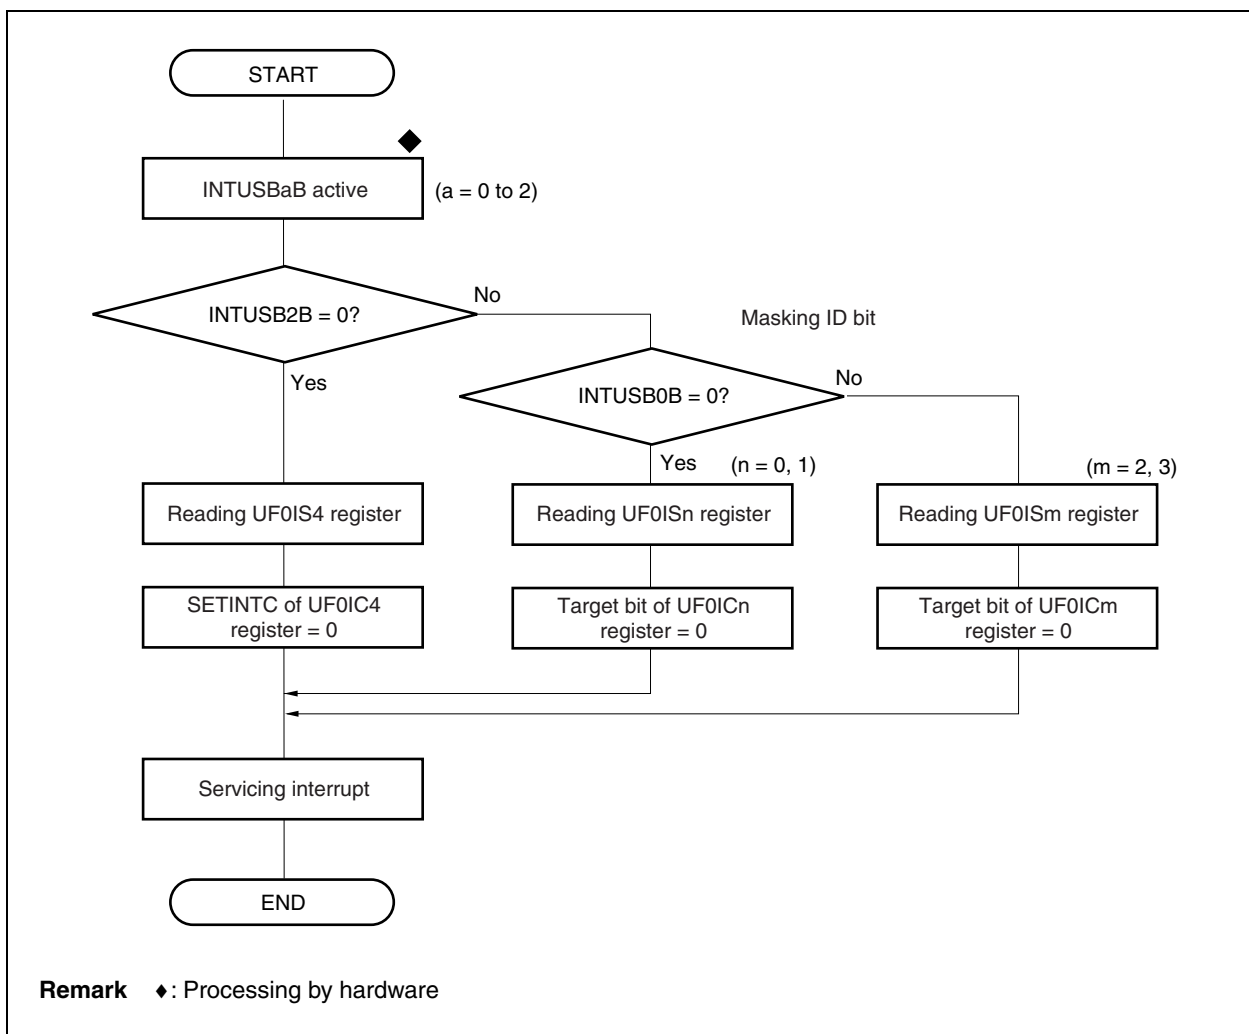 START
INTUSBaB active
(a = 0 to 2)
INTUSB2B = 0?
No
Masking ID bit
Yes
INTUSB0B = 0?
No
Yes
(n = 0, 1)
(m = 2, 3)
Reading UF0IS4 register
Reading UF0ISn register
Reading UF0ISm register
SETINTC of UF0IC4
register = 0
Target bit of UF0ICn
register = 0
Target bit of UF0ICm
register = 0
Servicing interrupt
END
Remark ♦: Processing by hardware